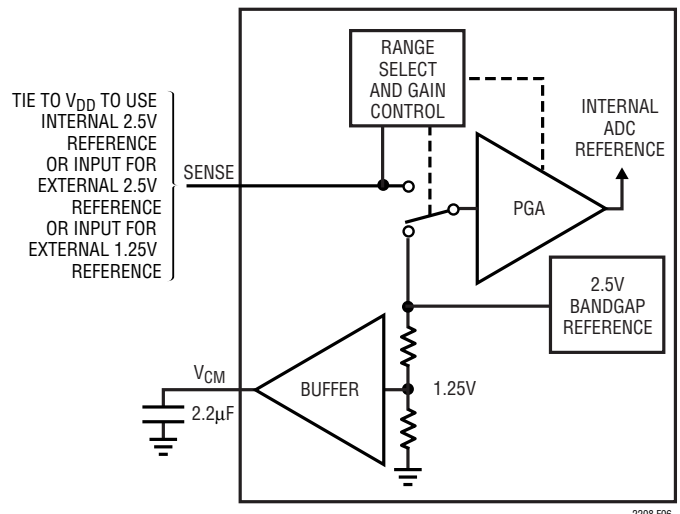 RANGE
SELECT
AND GAIN
CONTROL
TIE TO VDD TO USE
INTERNAL 2.5V
REFERENCE
OR INPUT FOR
EXTERNAL 2.5V
REFERENCE
OR INPUT FOR
EXTERNAL 1.25V
REFERENCE
SENSE
INTERNAL
ADC
REFERENCE
PGA
2.5V
BANDGAP
REFERENCE
VCM
BUFFER
1.25V
2.2μF
2208 F06